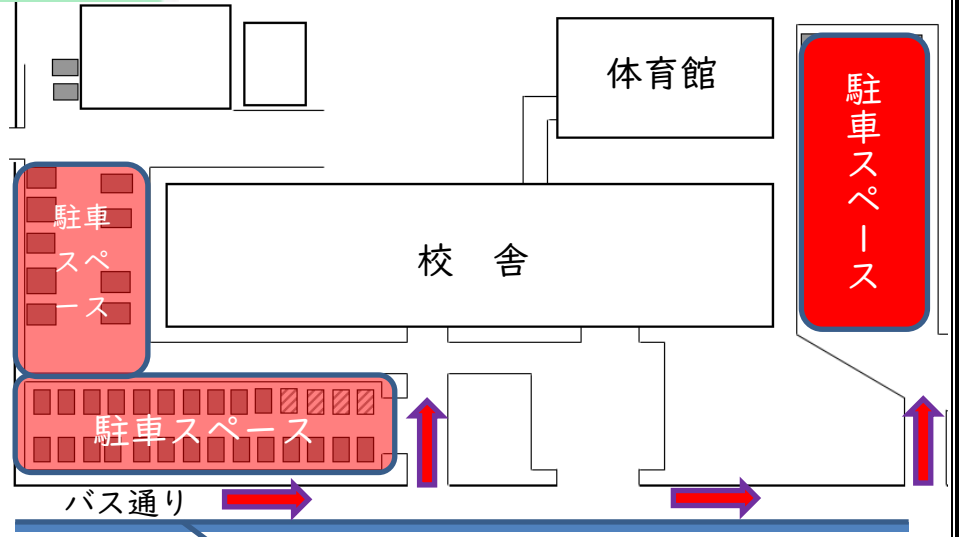 体育館
駐車スペース
駐車
スペ
ース
校 舎
駐車スペース
バス通り